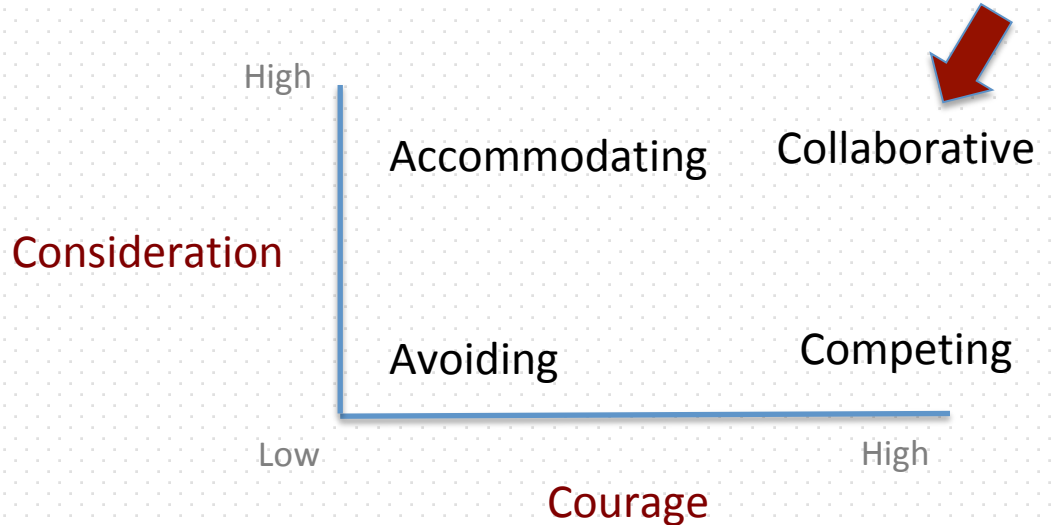 High
Accommodating
Collaborative
Consideration
Avoiding
Competing
Low
High
Courage